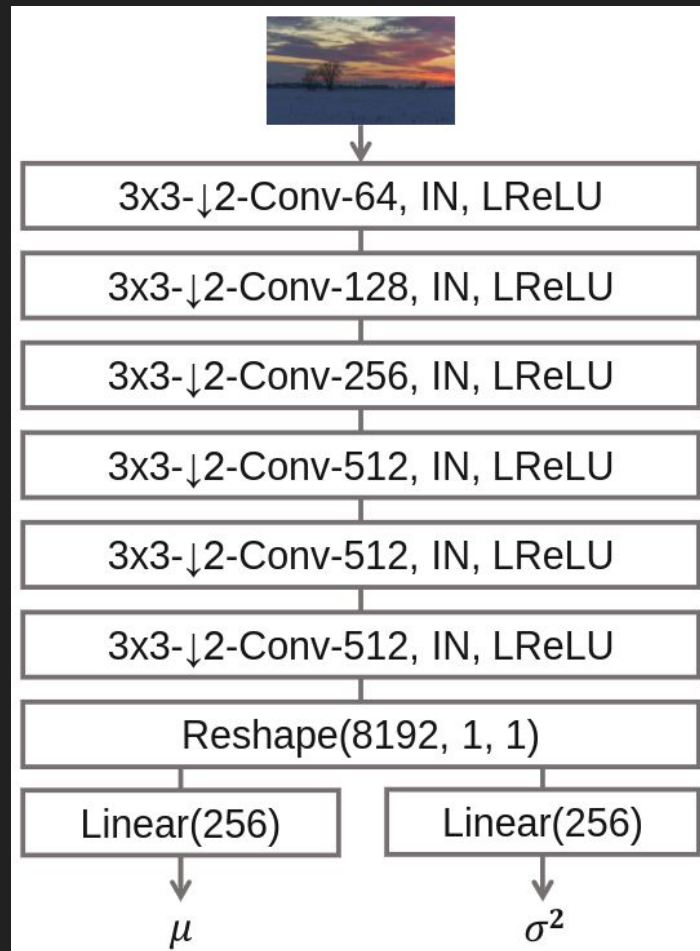 3x3-↓2-Conv-64, IN, LReLU
3x3-↓2-Conv-128, IN, LReLU
3x3-↓2-Conv-256, IN, LReLU
3x3-↓2-Conv-512, IN, LReLU
3x3-↓2-Conv-512, IN, LReLU
3x3-↓2-Conv-512, IN, LReLU
Reshape(8192, 1, 1)
Linear(256) Linear(256)
μ σ²